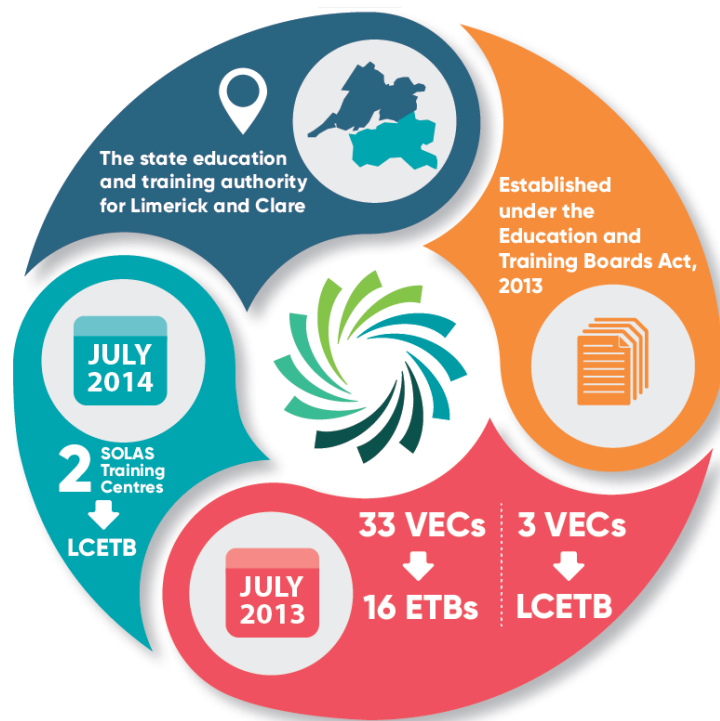 The state education
and training authority
for Limerick and Clare
Established
under the
Education and
Training Boards Act,
2013
JULY
2014
2 SOLAS
Training
Centres
LCETB
JULY
2013
33 VECs
16 ETBs
3 VECs
LCETB